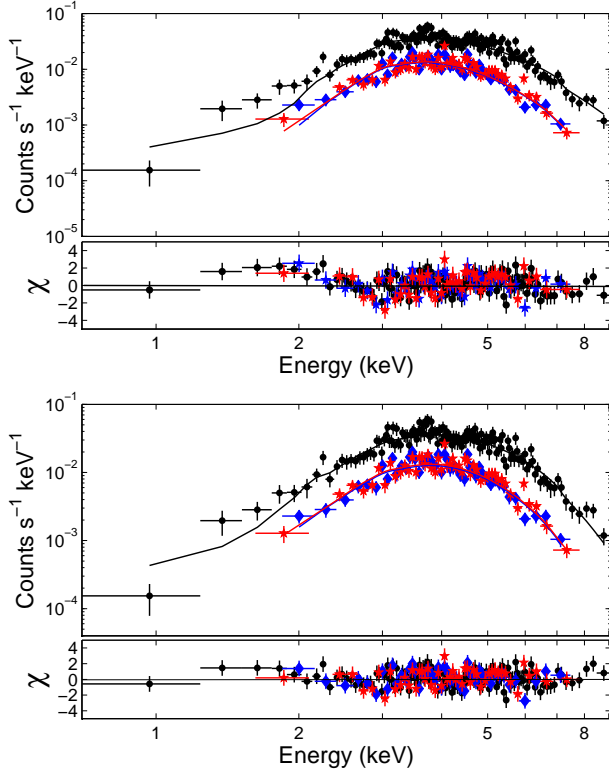 10⁻¹
10⁻²
10⁻³
10⁻⁴
10⁻⁵
Counts s⁻¹ keV⁻¹
4
2
0
−2
−4
χ
1 2 5 8
Energy (keV)
10⁻¹
10⁻²
10⁻³
10⁻⁴
Counts s⁻¹ keV⁻¹
4
2
0
−2
−4
χ
1 2 5 8
Energy (keV)